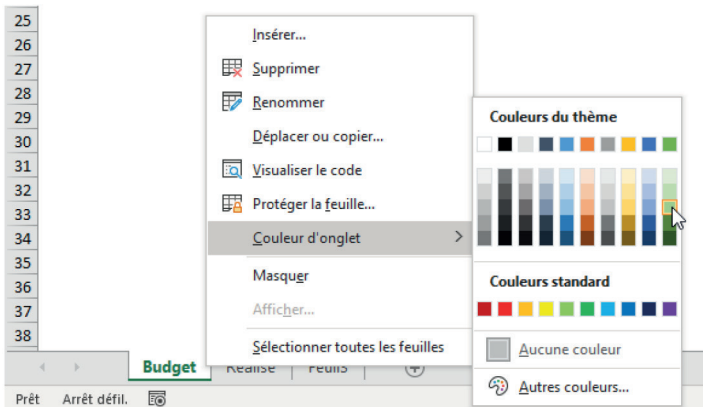 25
26
27
28
29
30
31
32
33
34
35
36
37
38
Insérer...
Supprimer
Renommer
Déplacer ou copier...
Visualiser le code
Protéger la feuille...
Couleur d'onglet
Masquer
Afficher...
Sélectionner toutes les feuilles
Couleurs du thème
Couleurs standard
Aucune couleur
Autres couleurs...
Budget Réalisé Feuil3
Prêt Arrêt défil.